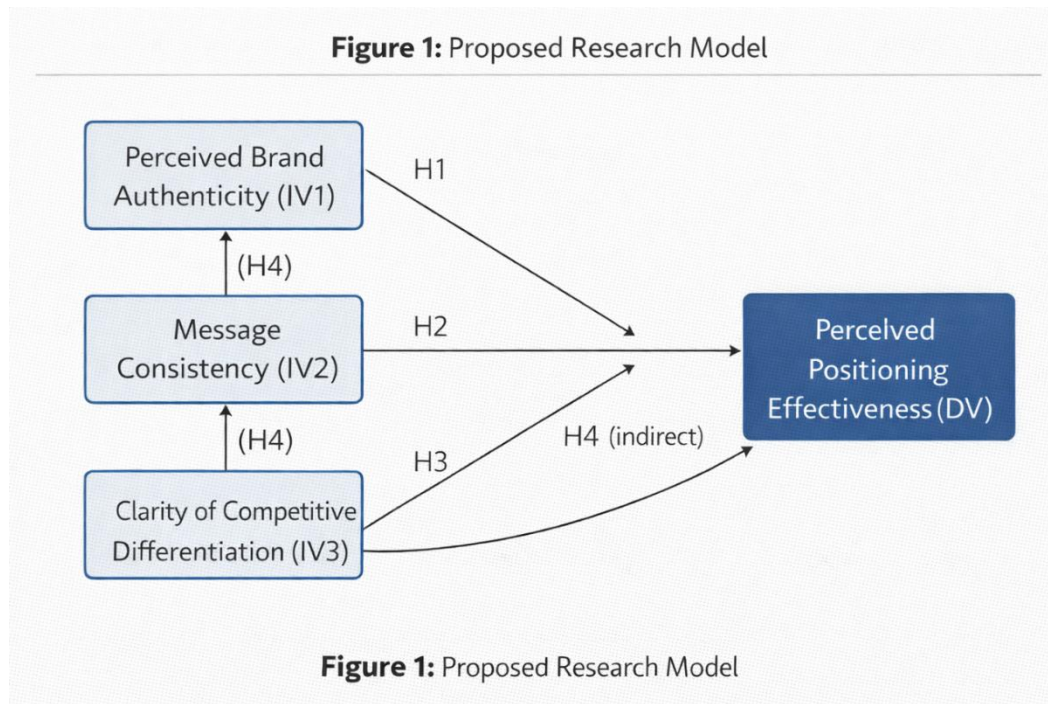 Figure 1: Proposed Research Model
Perceived Brand
Authenticity (IV1)
H1
(H4)
Message
Consistency (IV2)
H2
Percelved
Positioning
Effectiveness (DV)
(H4)
H4 (indirect)
H3
Clarity of Competitive
Differentiation (IV3)
Figure 1: Proposed Research Model